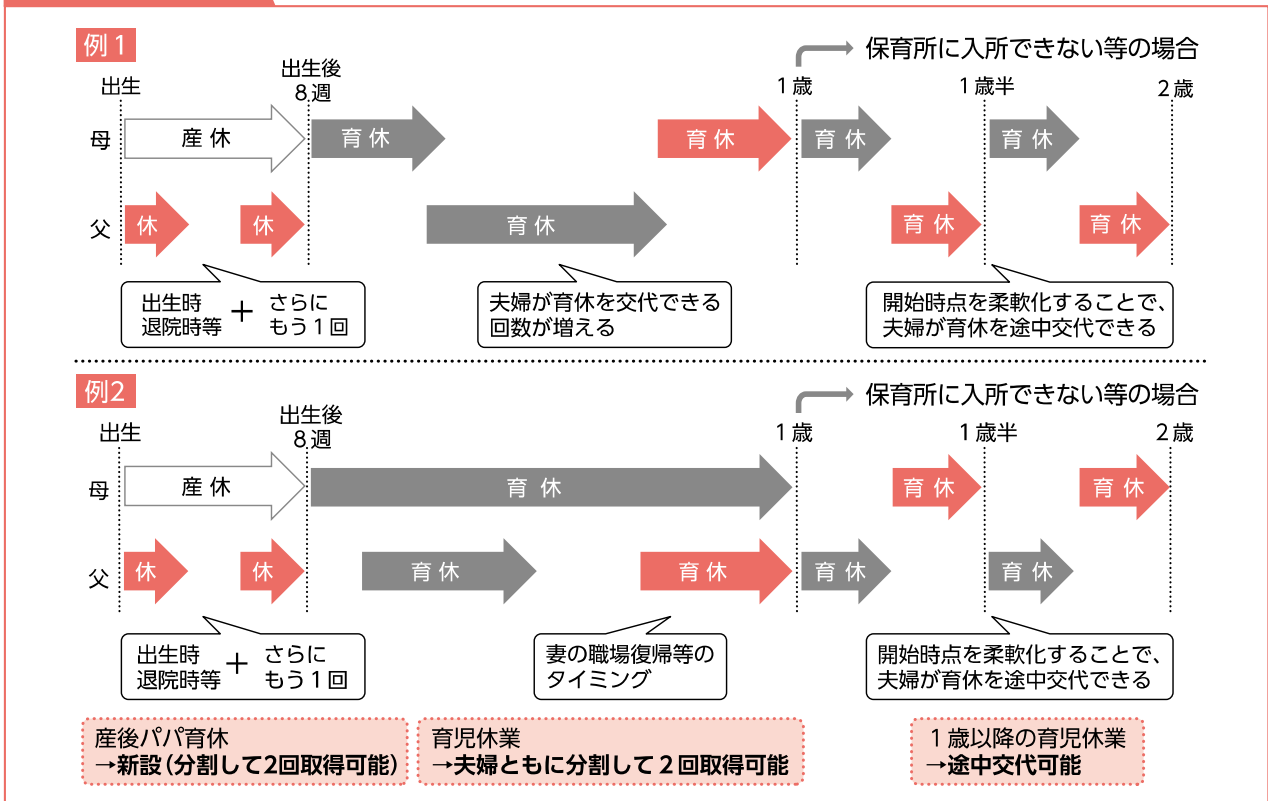 例1
保育所に入所できない等の場合
出生
出生後
8週
1歳
1歳半
2歳
母
産休
育休
育休
育休
育休
父
休
休
育休
育休
育休
出生時
退院時等
+
さらに
もう1回
夫婦が育休を交代できる
回数が増える
開始時点を柔軟化することで、
夫婦が育休を途中交代できる
例2
保育所に入所できない等の場合
出生
出生後
8週
1歳
1歳半
2歳
母
産休
育休
育休
育休
父
休
休
育休
育休
育休
育休
出生時
退院時等
+
さらに
もう1回
妻の職場復帰等の
タイミング
開始時点を柔軟化することで、
夫婦が育休を途中交代できる
産後パパ育休
→新設(分割して2回取得可能)
育児休業
→夫婦ともに分割して2回取得可能
1歳以降の育児休業
→途中交代可能